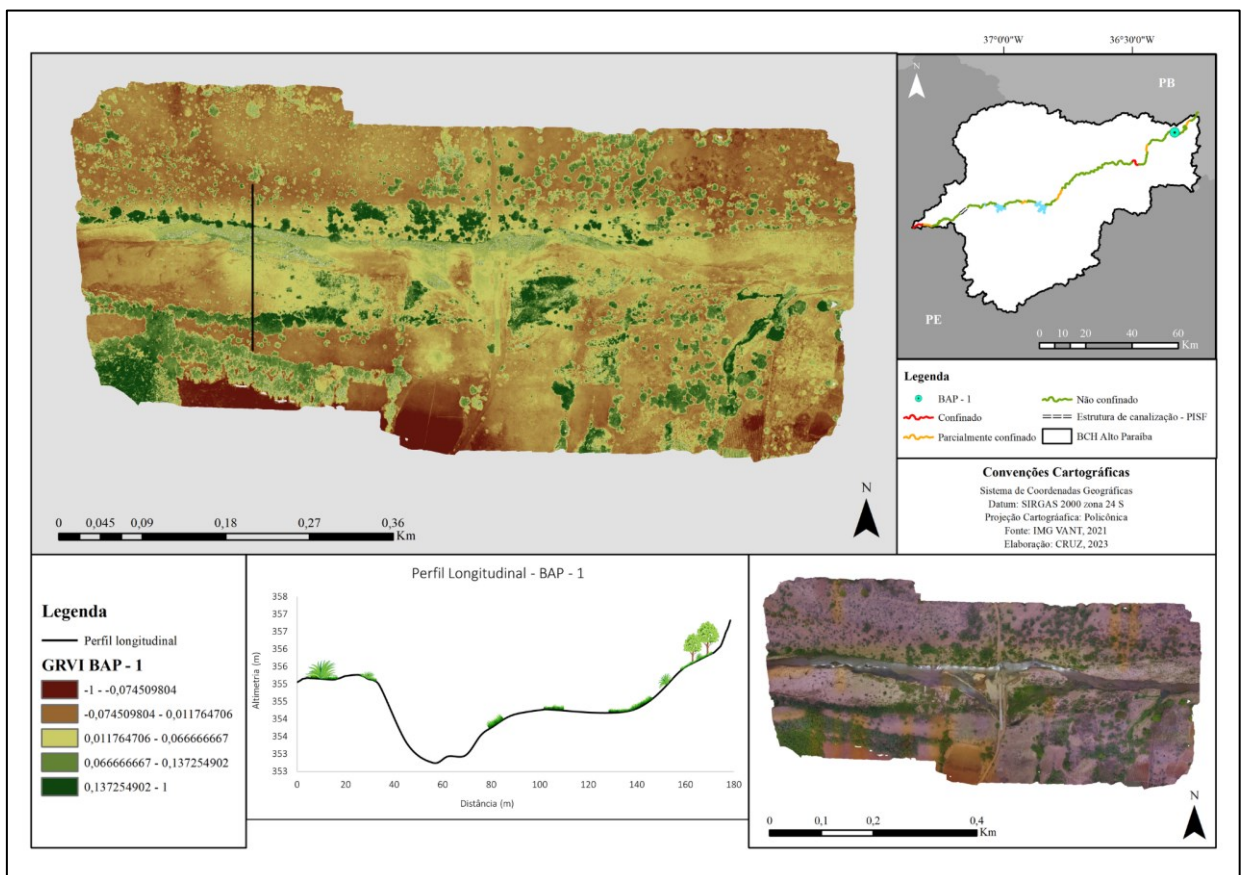 37°0'0"W
36°30'0"W
N
PB
PE
0
10
20
40
60
Km
Legenda
BAP - 1
Confinado
Parcialmente confinado
Não confinado
Estrutura de canalização - PISF
BCH Alto Paraíba
Convenções Cartográficas
Sistema de Coordenadas Geográficas
Datum: SIRGAS 2000 zona 24 S
Projeção Cartográafica: Policônica
Fonte: IMG VANT, 2021
Elaboração: CRUZ, 2023
N
0
0,045
0,09
0,18
0,27
0,36
Km
Legenda
Perfil longitudinal
GRVI BAP - 1
-1 - -0,074509804
-0,074509804 - 0,011764706
0,011764706 - 0,066666667
0,066666667 - 0,137254902
0,137254902 - 1
Perfil Longitudinal - BAP - 1
Altimetria (m)
358
357
357
356
356
355
355
354
354
353
353
0
20
40
60
80
100
120
140
160
180
Distância (m)
N
0
0,1
0,2
0,4
Km